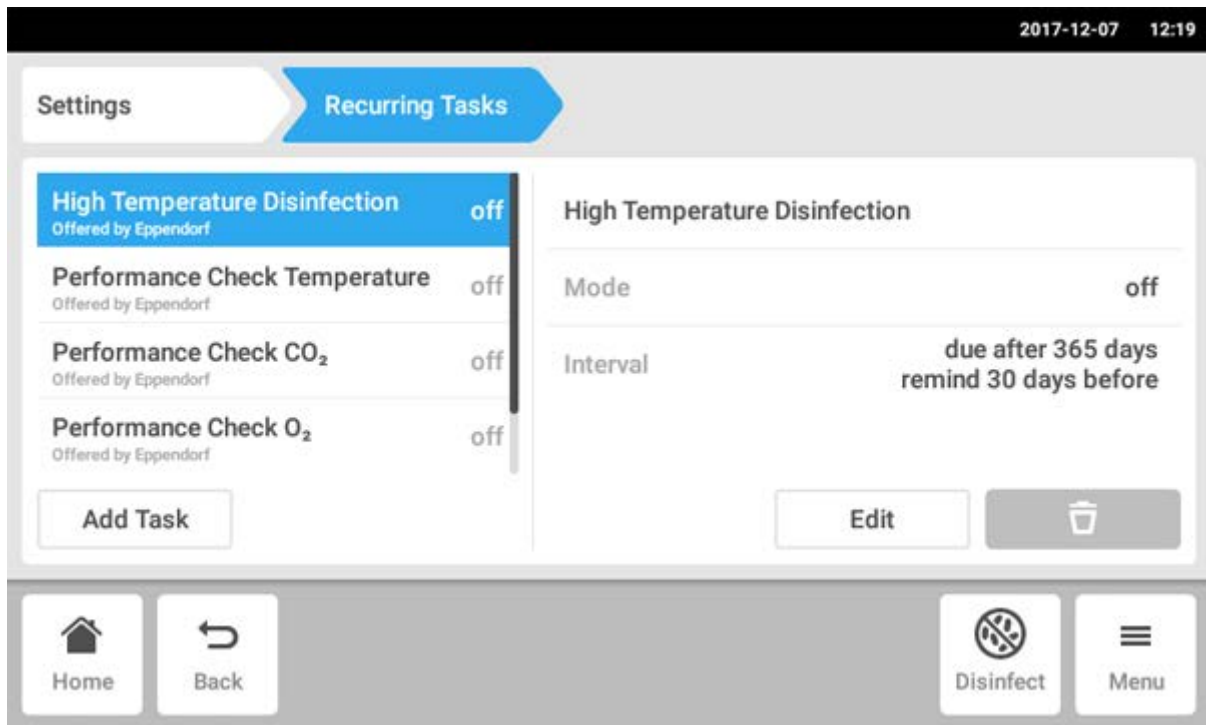 2017-12-07 12:19
Settings
Recurring Tasks
High Temperature Disinfection off
Offered by Eppendorf
Performance Check Temperature off
Offered by Eppendorf
Performance Check CO₂ off
Offered by Eppendorf
Performance Check O₂ off
Offered by Eppendorf
Add Task
High Temperature Disinfection
Mode off
Interval due after 365 days
remind 30 days before
Edit
Home
Back
Disinfect
Menu